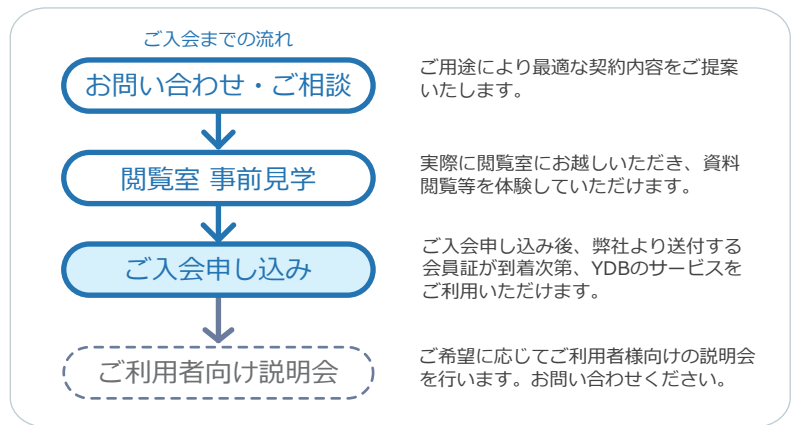 ご入会までの流れ
お問い合わせ・ご相談
ご用途により最適な契約内容をご提案
いたします。
閲覧室 事前見学
実際に閲覧室にお越しいただき、資料
閲覧等を体験していただけます。
ご入会申し込み
ご入会申し込み後、弊社より送付する
会員証が到着次第、YDBのサービスを
ご利用いただけます。
ご利用者向け説明会
ご希望に応じてご利用者様向けの説明会
を行います。お問い合わせください。